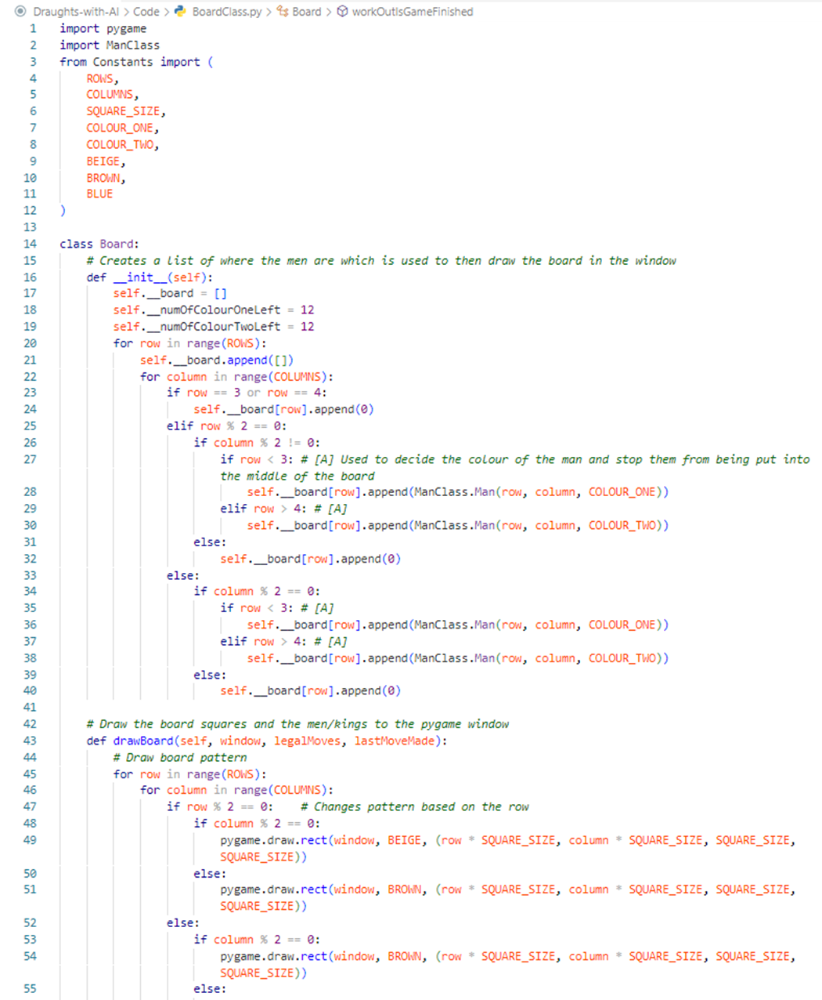 Draughts-with-AI > Code > BoardClass.py > Board > workOutIsGameFinished
1 import pygame
2 import ManClass
3 from Constants import (
4     ROWS,
5     COLUMNS,
6     SQUARE_SIZE,
7     COLOUR_ONE,
8     COLOUR_TWO,
9     BEIGE,
10     BROWN,
11     BLUE
12 )
13
14 class Board:
15     # Creates a list of where the men are which is used to then draw the board in the window
16     def __init__(self):
17         self.__board = []
18         self.__numOfColourOneLeft = 12
19         self.__numOfColourTwoLeft = 12
20         for row in range(ROWS):
21             self.__board.append([])
22             for column in range(COLUMNS):
23                 if row == 3 or row == 4:
24                     self.__board[row].append(0)
25                 elif row % 2 == 0:
26                     if column % 2 != 0:
27                         if row < 3: # [A] Used to decide the colour of the man and stop them from being put into
the middle of the board
28                             self.__board[row].append(ManClass.Man(row, column, COLOUR_ONE))
29                         elif row > 4: # [A]
30                             self.__board[row].append(ManClass.Man(row, column, COLOUR_TWO))
31                     else:
32                         self.__board[row].append(0)
33                 else:
34                     if column % 2 == 0:
35                         if row < 3: # [A]
36                             self.__board[row].append(ManClass.Man(row, column, COLOUR_ONE))
37                         elif row > 4: # [A]
38                             self.__board[row].append(ManClass.Man(row, column, COLOUR_TWO))
39                     else:
40                         self.__board[row].append(0)
41
42     # Draw the board squares and the men/kings to the pygame window
43     def drawBoard(self, window, legalMoves, lastMoveMade):
44         # Draw board pattern
45         for row in range(ROWS):
46             for column in range(COLUMNS):
47                 if row % 2 == 0:    # Changes pattern based on the row
48                     if column % 2 == 0:
49                         pygame.draw.rect(window, BEIGE, (row * SQUARE_SIZE, column * SQUARE_SIZE, SQUARE_SIZE,
SQUARE_SIZE))
50                     else:
51                         pygame.draw.rect(window, BROWN, (row * SQUARE_SIZE, column * SQUARE_SIZE, SQUARE_SIZE,
SQUARE_SIZE))
52                 else:
53                     if column % 2 == 0:
54                         pygame.draw.rect(window, BROWN, (row * SQUARE_SIZE, column * SQUARE_SIZE, SQUARE_SIZE,
SQUARE_SIZE))
55                     else: